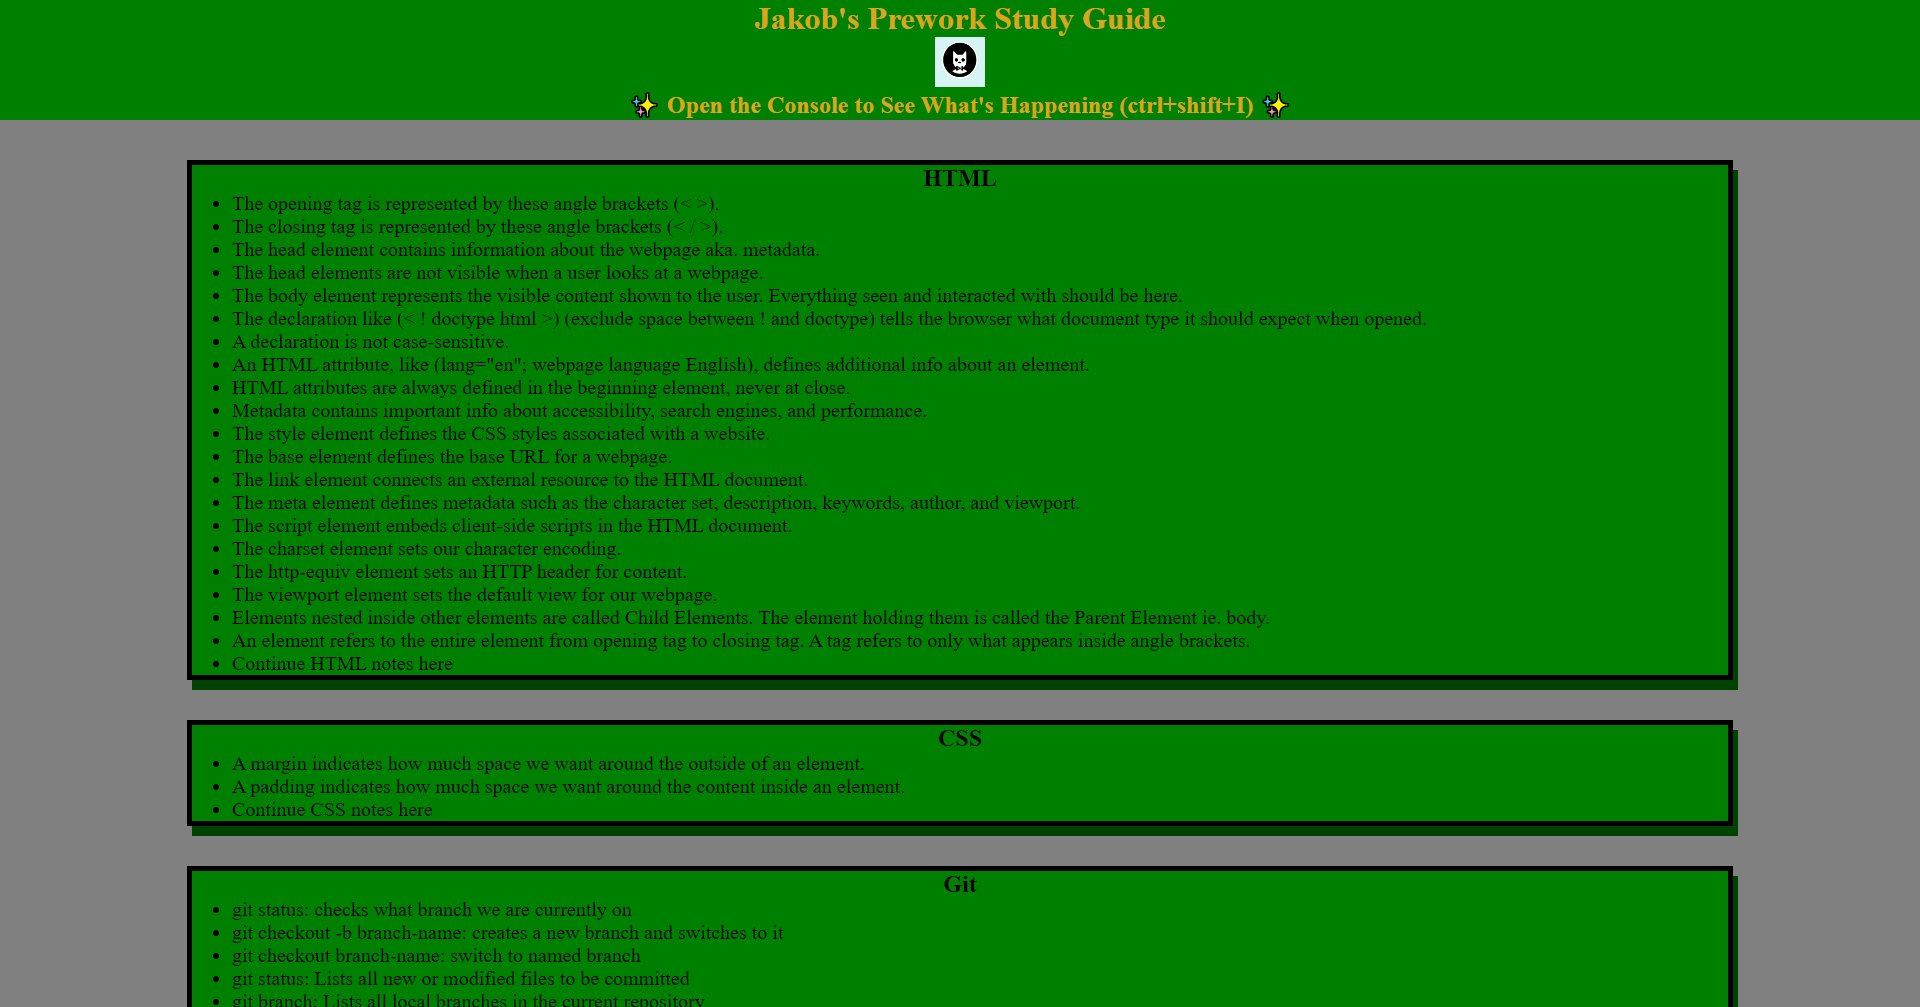 Jakob's Prework Study Guide
✨ Open the Console to See What's Happening (ctrl+shift+I) ✨
HTML
• The opening tag is represented by these angle brackets (< >).
• The closing tag is represented by these angle brackets (< / >).
• The head element contains information about the webpage aka. metadata.
• The head elements are not visible when a user looks at a webpage.
• The body element represents the visible content shown to the user. Everything seen and interacted with should be here.
• The declaration like (< ! doctype html >) (exclude space between ! and doctype) tells the browser what document type it should expect when opened.
• A declaration is not case-sensitive.
• An HTML attribute, like (lang="en"; webpage language English), defines additional info about an element.
• HTML attributes are always defined in the beginning element, never at close.
• Metadata contains important info about accessibility, search engines, and performance.
• The style element defines the CSS styles associated with a website.
• The base element defines the base URL for a webpage.
• The link element connects an external resource to the HTML document.
• The meta element defines metadata such as the character set, description, keywords, author, and viewport.
• The script element embeds client-side scripts in the HTML document.
• The charset element sets our character encoding.
• The http-equiv element sets an HTTP header for content.
• The viewport element sets the default view for our webpage.
• Elements nested inside other elements are called Child Elements. The element holding them is called the Parent Element ie. body.
• An element refers to the entire element from opening tag to closing tag. A tag refers to only what appears inside angle brackets.
• Continue HTML notes here
CSS
• A margin indicates how much space we want around the outside of an element.
• A padding indicates how much space we want around the content inside an element.
• Continue CSS notes here
Git
• git status: checks what branch we are currently on
• git checkout -b branch-name: creates a new branch and switches to it
• git checkout branch-name: switch to named branch
• git status: Lists all new or modified files to be committed
• git branch: Lists all local branches in the current repository